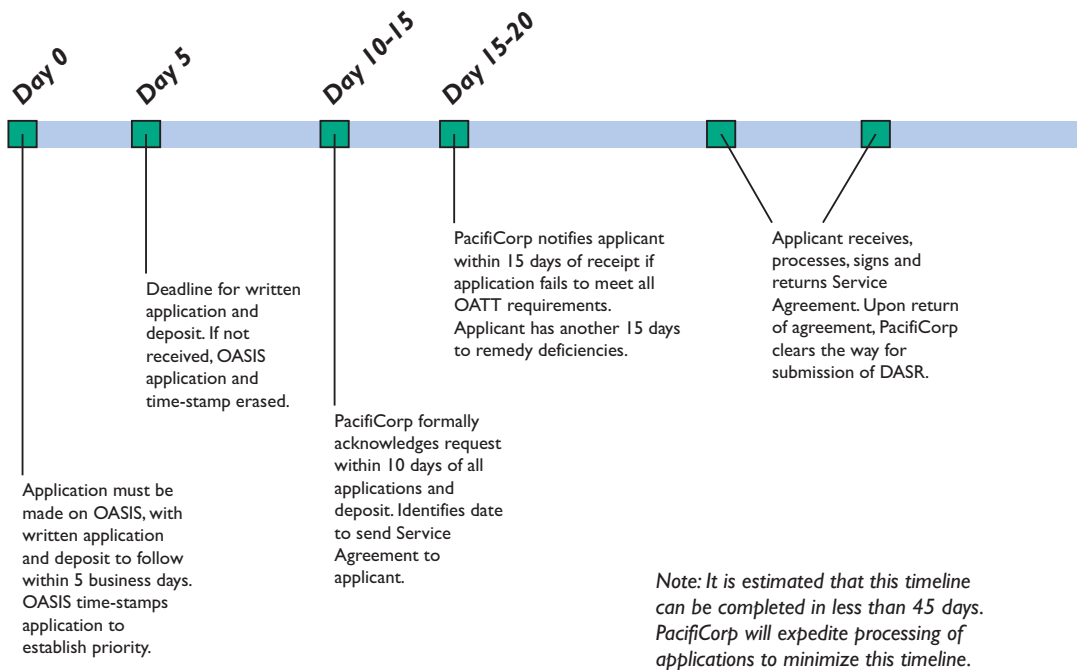 Day 0
Day 5
Day 10-15
Day 15-20
Application must be
made on OASIS, with
written application
and deposit to follow
within 5 business days.
OASIS time-stamps
application to
establish priority.
Deadline for written
application and
deposit. If not
received, OASIS
application and
time-stamp erased.
PacifiCorp formally
acknowledges request
within 10 days of all
applications and
deposit. Identifies date
to send Service
Agreement to
applicant.
PacifiCorp notifies applicant
within 15 days of receipt if
application fails to meet all
OATT requirements.
Applicant has another 15 days
to remedy deficiencies.
Applicant receives,
processes, signs and
returns Service
Agreement. Upon return
of agreement, PacifiCorp
clears the way for
submission of DASR.
Note: It is estimated that this timeline
can be completed in less than 45 days.
PacifiCorp will expedite processing of
applications to minimize this timeline.